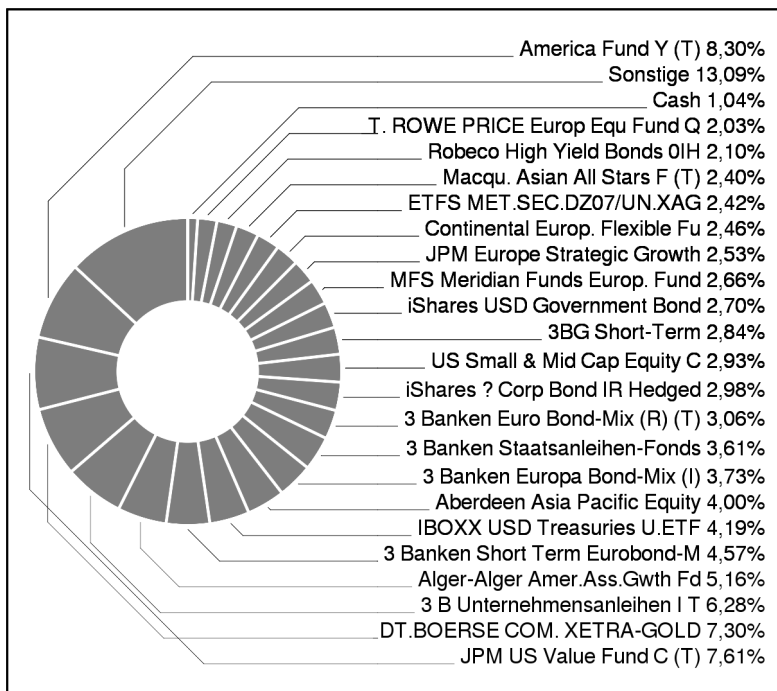 America Fund Y (T) 8,30%
Sonstige 13,09%
Cash 1,04%
T. ROWE PRICE Europ Equ Fund Q 2,03%
Robeco High Yield Bonds 0IH 2,10%
Macqu. Asian All Stars F (T) 2,40%
ETFS MET.SEC.DZ07/UN.XAG 2,42%
Continental Europ. Flexible Fu 2,46%
JPM Europe Strategic Growth 2,53%
MFS Meridian Funds Europ. Fund 2,66%
iShares USD Government Bond 2,70%
3BG Short-Term 2,84%
US Small & Mid Cap Equity C 2,93%
iShares ? Corp Bond IR Hedged 2,98%
3 Banken Euro Bond-Mix (R) (T) 3,06%
3 Banken Staatsanleihen-Fonds 3,61%
3 Banken Europa Bond-Mix (I) 3,73%
Aberdeen Asia Pacific Equity 4,00%
IBOXX USD Treasuries U.ETF 4,19%
3 Banken Short Term Eurobond-M 4,57%
Alger-Alger Amer.Ass.Gwth Fd 5,16%
3 B Unternehmensanleihen I T 6,28%
DT.BOERSE COM. XETRA-GOLD 7,30%
JPM US Value Fund C (T) 7,61%